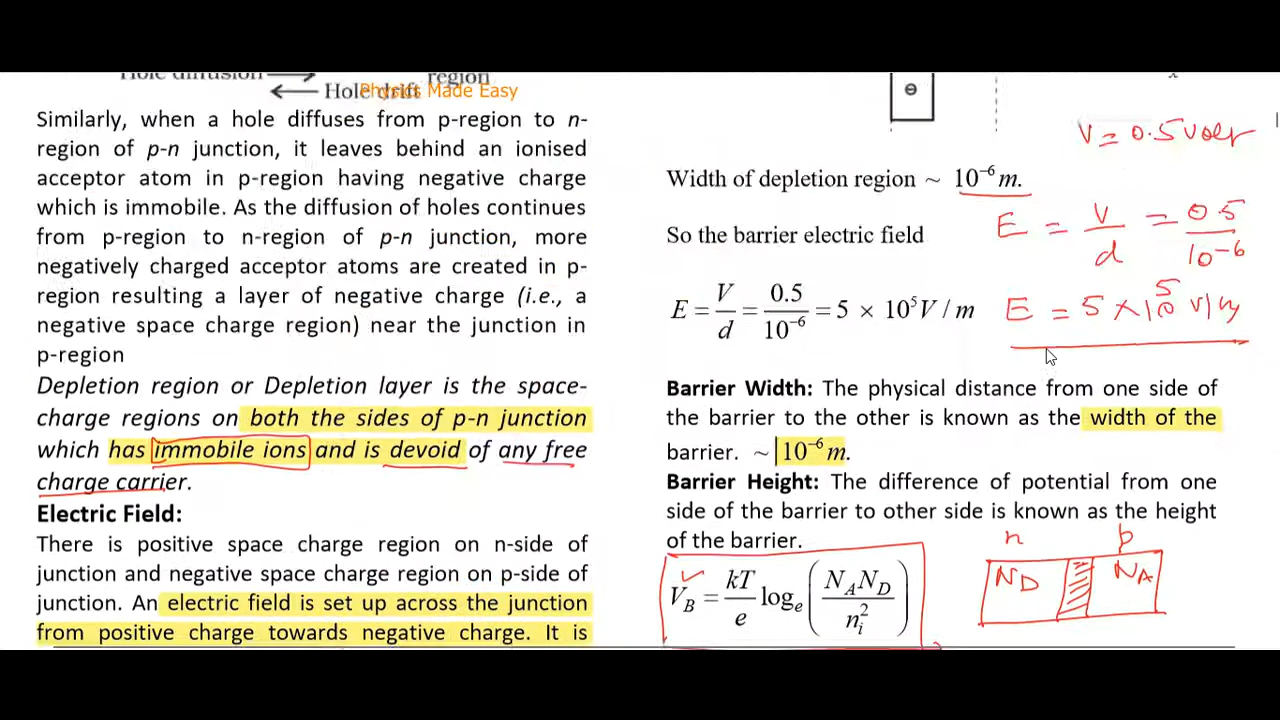 Hole diffusion
region
Hole drift
Physics Made Easy
Similarly, when a hole diffuses from p-region to n-
region of p-n junction, it leaves behind an ionised
acceptor atom in p-region having negative charge
which is immobile. As the diffusion of holes continues
from p-region to n-region of p-n junction, more
negatively charged acceptor atoms are created in p-
region resulting a layer of negative charge (i.e., a
negative space charge region) near the junction in
p-region
Depletion region or Depletion layer is the space-
charge regions on both the sides of p-n junction
which has immobile ions and is devoid of any free
charge carrier.
Electric Field:
There is positive space charge region on n-side of
junction and negative space charge region on p-side of
junction. An electric field is set up across the junction
from positive charge towards negative charge. It is
⊖
x
V = 0.5 volt
Width of depletion region ~ 10⁻⁶ m.
E = V/d = 0.5/10⁻⁶
So the barrier electric field
E = V/d = 0.5/10⁻⁶ = 5 × 10⁵ V / m
E = 5 × 10⁵ V/m
Barrier Width: The physical distance from one side of
the barrier to the other is known as the width of the
barrier. ~ 10⁻⁶ m.
Barrier Height: The difference of potential from one
side of the barrier to other side is known as the height
of the barrier.
n p
V_B = kT/e logₑ (N_A N_D / nᵢ²)
N_D N_A